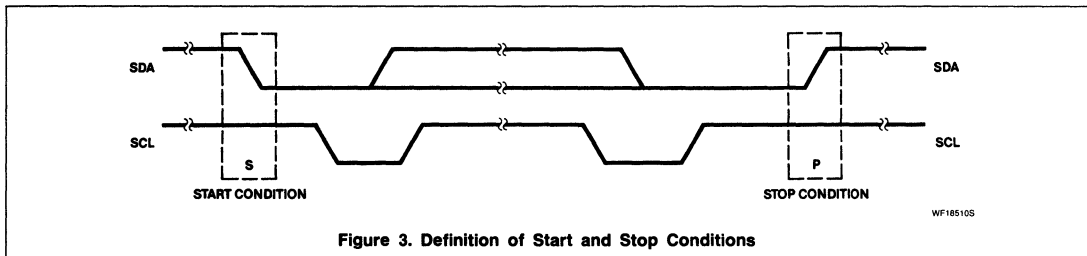 SDA
SDA
SCL
SCL
S
P
START CONDITION
STOP CONDITION
WF18510S
Figure 3. Definition of Start and Stop Conditions